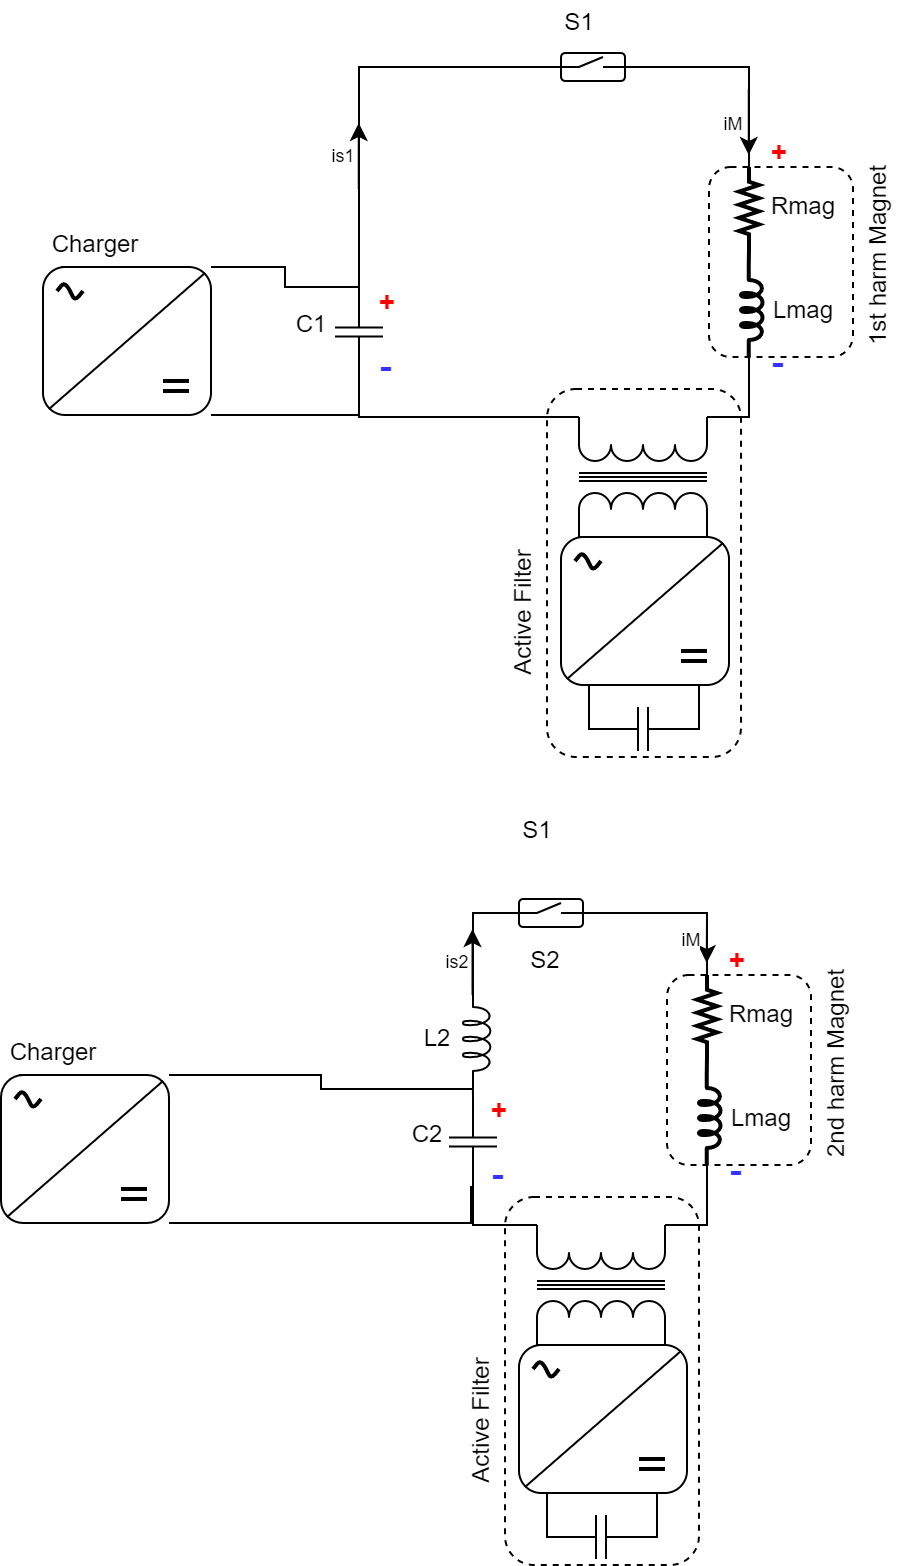 S1
iM
is1
+
Rmag
1st harm Magnet
Charger
+
C1
Lmag
-
-
Active Filter
S1
iM
is2
S2
+
Rmag
2nd harm Magnet
L2
Charger
+
Lmag
C2
-
-
Active Filter